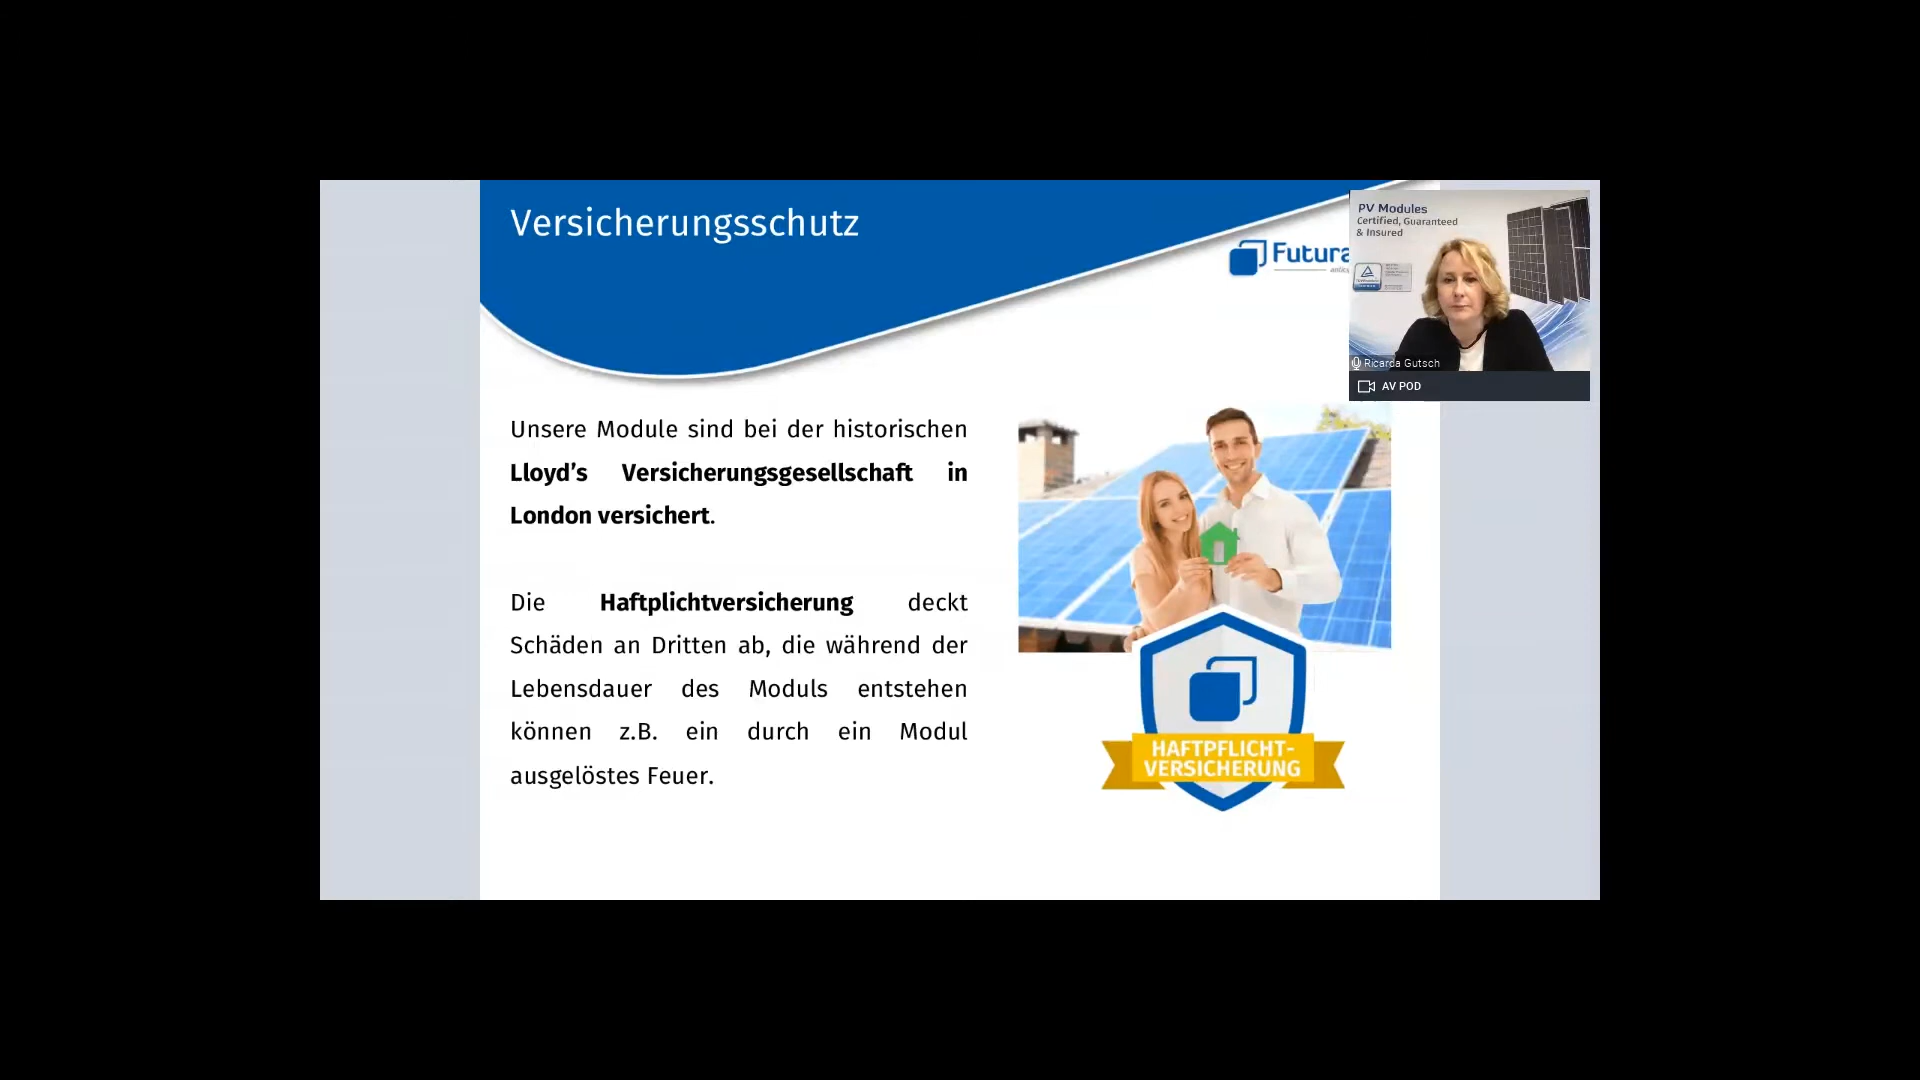 Versicherungsschutz
Futura
PV Modules
Certified, Guaranteed
& Insured
Ricarda Gutsch
AV POD
Unsere Module sind bei der historischen
Lloyd’s Versicherungsgesellschaft in
London versichert.
Die Haftplichtversicherung deckt
Schäden an Dritten ab, die während der
Lebensdauer des Moduls entstehen
können z.B. ein durch ein Modul
ausgelöstes Feuer.
HAFTPFLICHT-
VERSICHERUNG